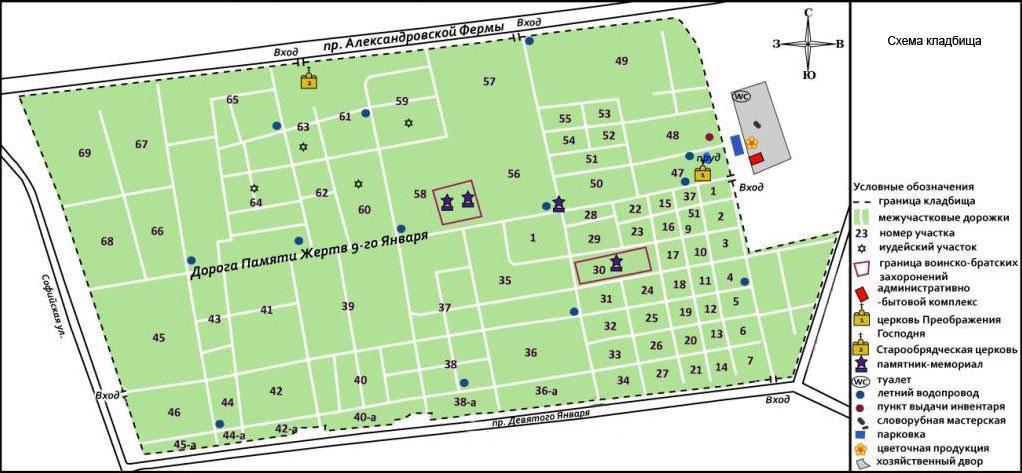 пр. Александровской Фермы
Вход
Вход
Схема кладбища
С
З
В
Ю
49
57
65
59
61
63
55
53
54
52
48
51
WC
69
67
пруд
47
56
50
Вход
64
62
60
58
37
1
15
22
28
51
2
68
66
23
16
9
29
1
3
Дорога Памяти Жертв 9-го Января
17
10
30
35
4
18
11
24
31
5
43
41
39
37
19
12
25
32
6
45
13
20
26
33
36
38
7
14
21
27
34
40
42
44
46
Вход
36-а
38-а
40-а
42-а
44-а
45-а
Вход
Софийская ул.
пр. Девятого Января
Условные обозначения
граница кладбища
межучастковые дорожки
23 номер участка
иудейский участок
граница воинско-братских
захоронений
административно
-бытовой комплекс
1 церковь Преображения
Господня
2 Старообрядческая церковь
памятник-мемориал
WC туалет
летний водопровод
пункт выдачи инвентаря
словорубная мастерская
парковка
цветочная продукция
хозяйственный двор
2
1